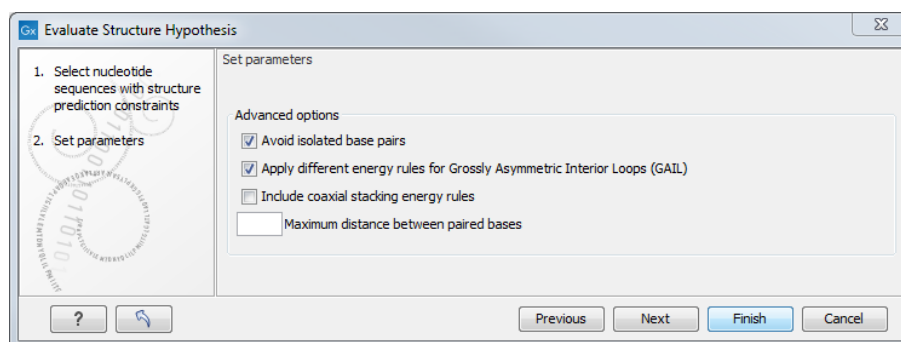 Gx Evaluate Structure Hypothesis
1. Select nucleotide
sequences with structure
prediction constraints
2. Set parameters
Set parameters
Advanced options
Avoid isolated base pairs
Apply different energy rules for Grossly Asymmetric Interior Loops (GAIL)
Include coaxial stacking energy rules
Maximum distance between paired bases
? Previous Next Finish Cancel